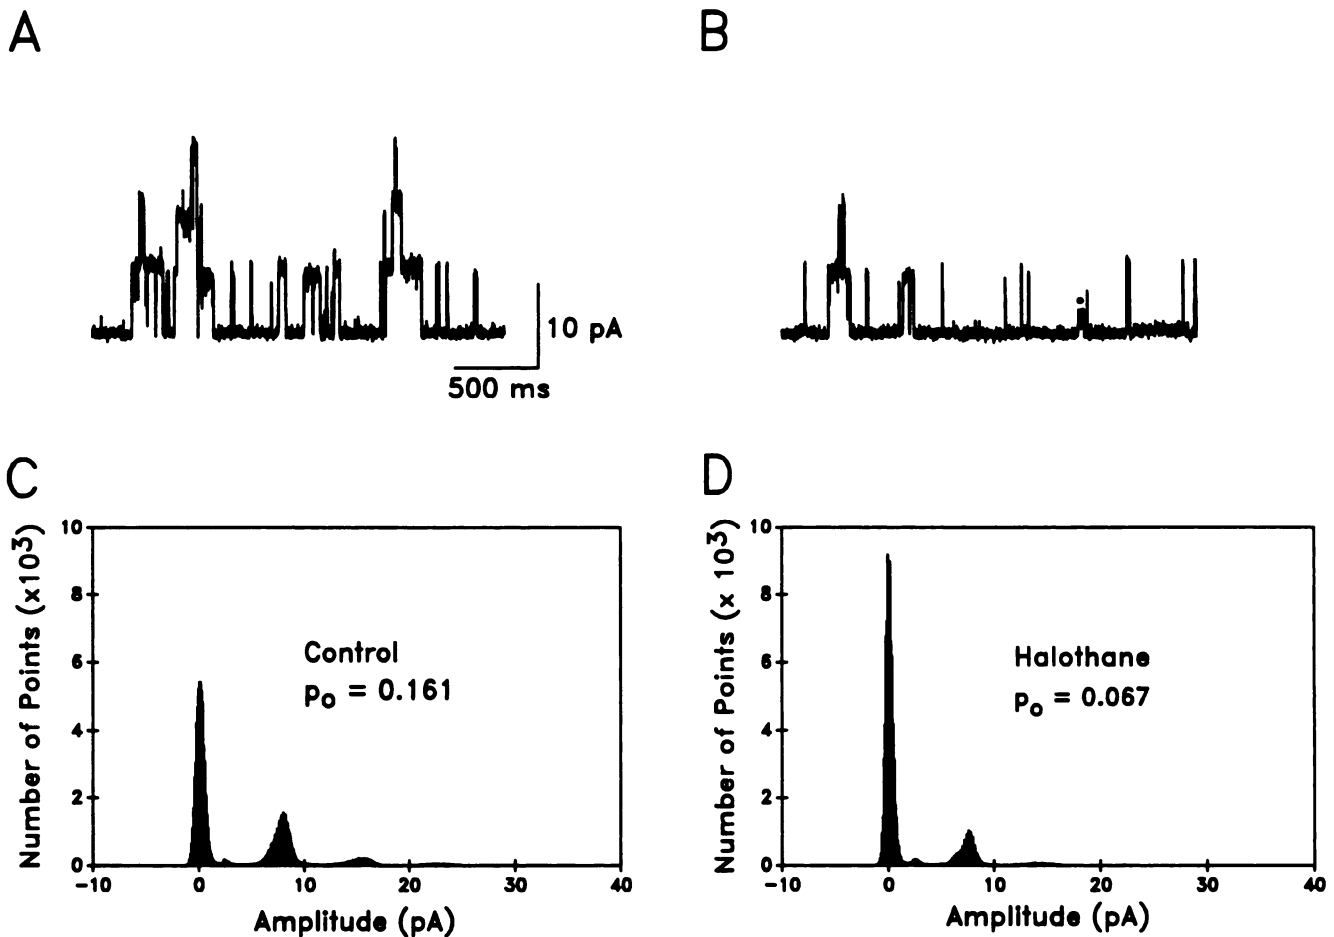 A
B
10 pA
500 ms
C
D
Number of Points (x10³)
10
8
6
4
2
0
Control
pₒ = 0.161
-10
0
10
20
30
40
Amplitude (pA)
Number of Points (x 10³)
10
8
6
4
2
0
Halothane
pₒ = 0.067
-10
0
10
20
30
40
Amplitude (pA)